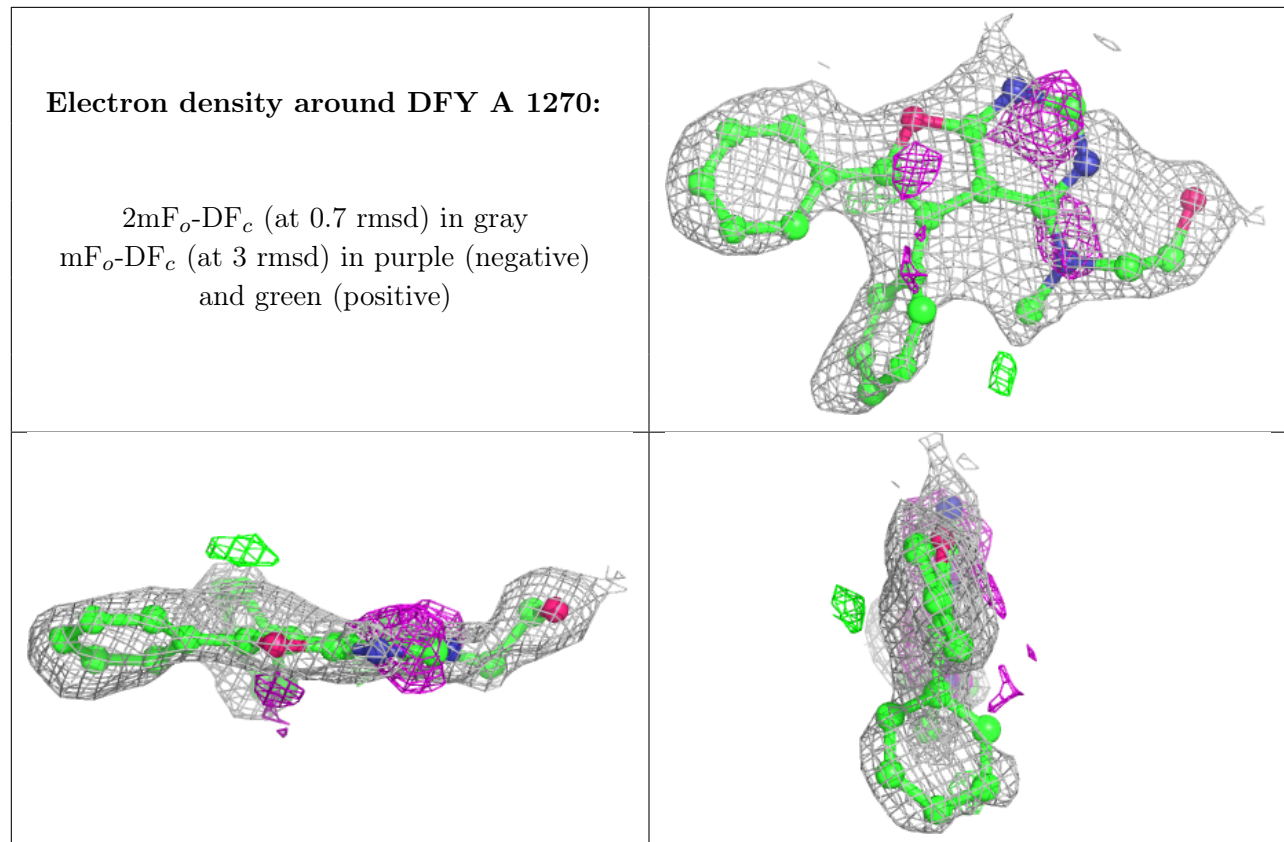 Electron density around DFY A 1270:
2mFo-DFc (at 0.7 rmsd) in gray
mFo-DFc (at 3 rmsd) in purple (negative)
and green (positive)